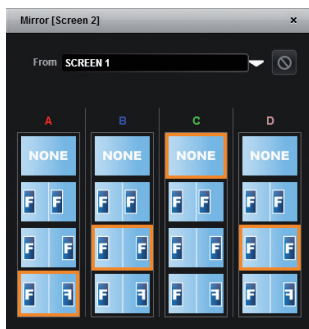 Mirror [Screen 2] ×
From SCREEN 1
A B C D
NONE NONE NONE NONE
F F F F F F F F
F F F F F F F F
F F F F F F F F